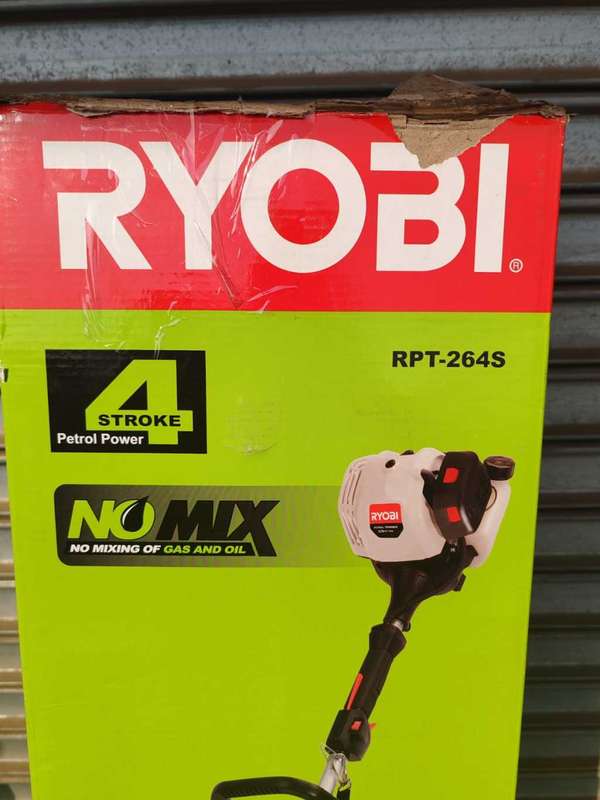 RYOBI®
RPT-264S
4
STROKE
Petrol Power
NO MIX
NO MIXING OF GAS AND OIL
RYOBI